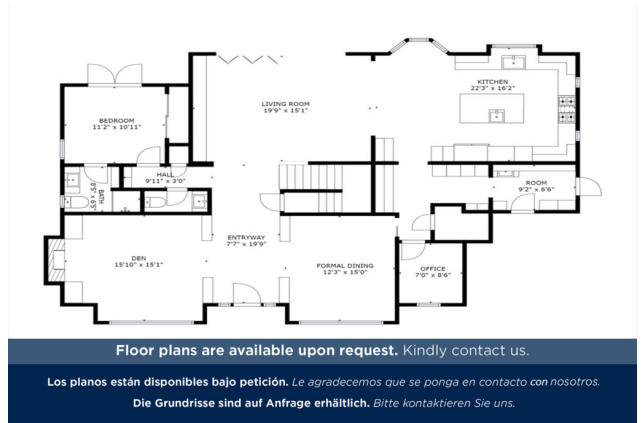 KITCHEN
22'3" x 16'2"
LIVING ROOM
19'9" x 15'1"
BEDROOM
11'2" x 10'11"
HALL
9'11" x 3'0"
ROOM
9'2" x 6'6"
BATH
8'5" x 6'5"
ENTRYWAY
7'7" x 19'9"
DEN
15'10" x 15'1"
FORMAL DINING
12'3" x 15'0"
OFFICE
7'0" x 8'6"
Floor plans are available upon request. Kindly contact us.
Los planos están disponibles bajo petición. Le agradecemos que se ponga en contacto con nosotros.
Die Grundrisse sind auf Anfrage erhältlich. Bitte kontaktieren Sie uns.